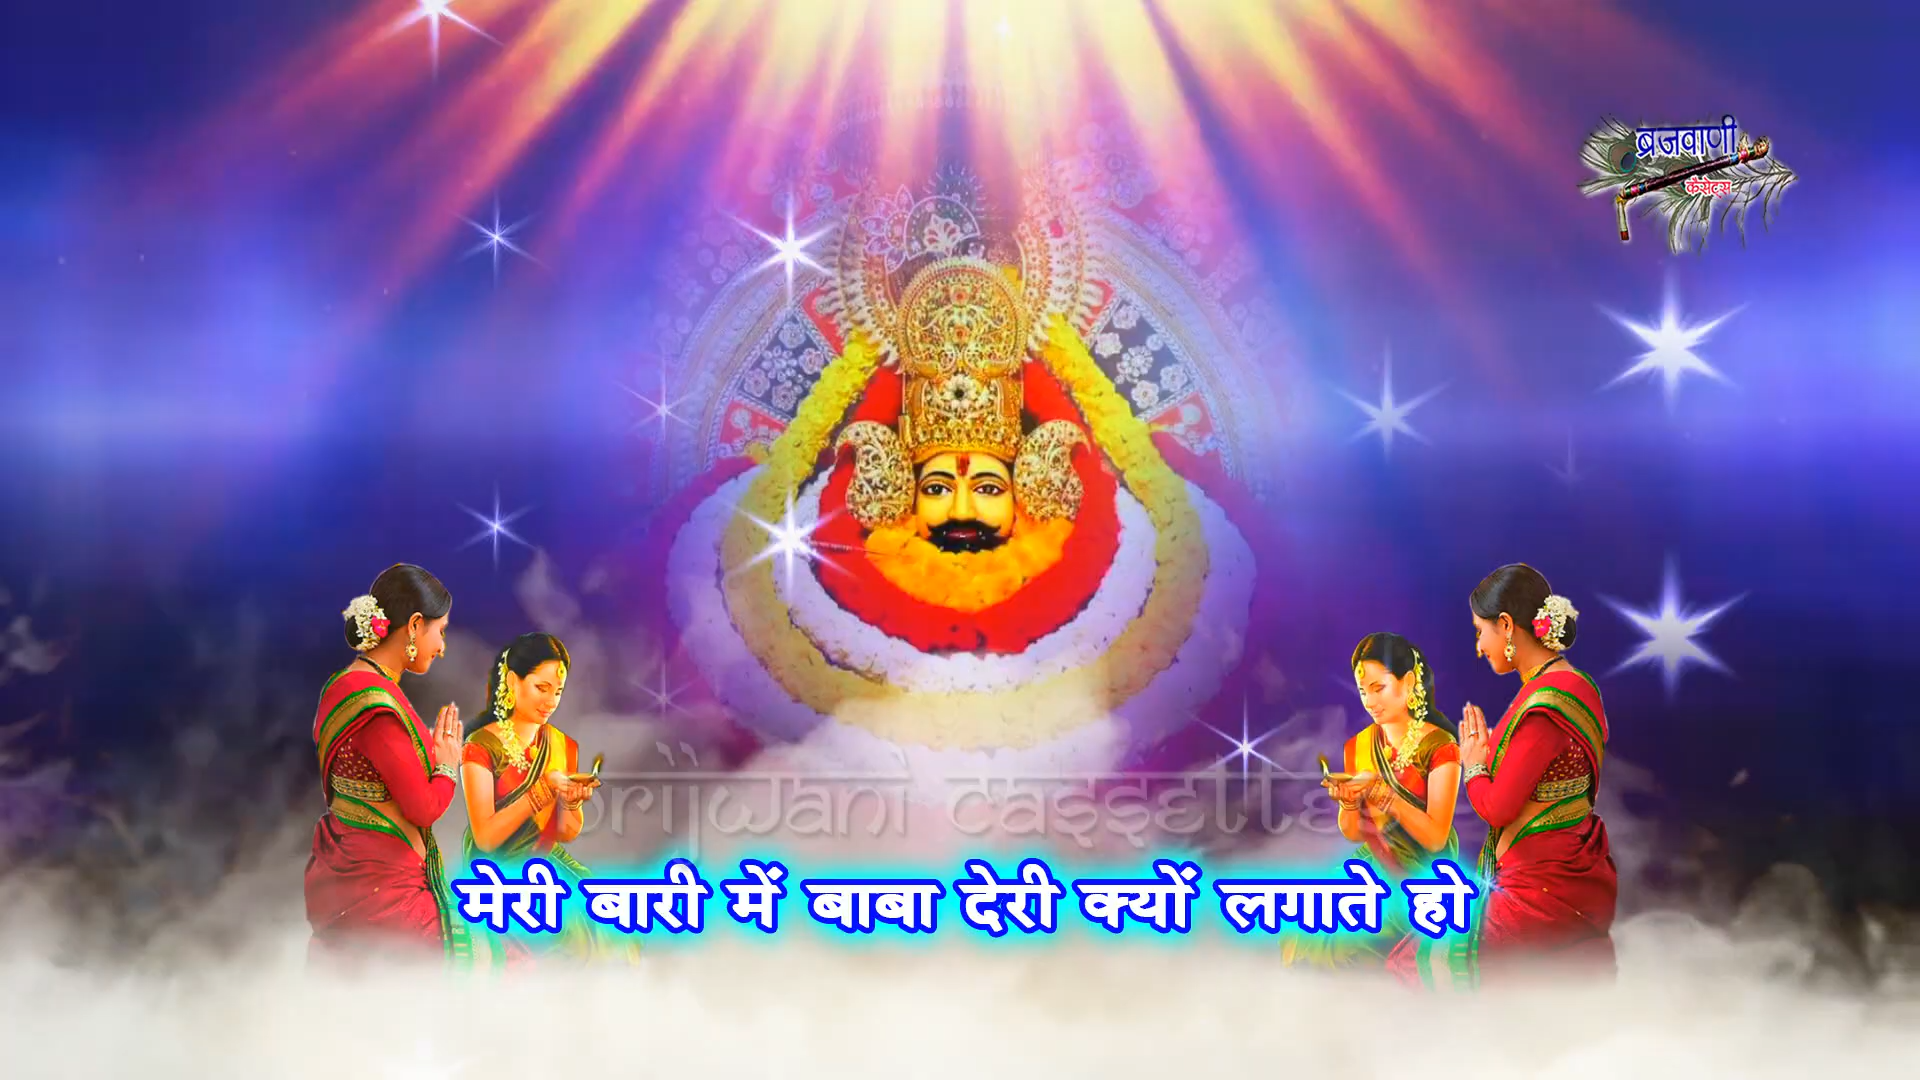 ब्रजवाणी
कैसेट्स
Brijwani Cassettes
मेरी बारी में बाबा देरी क्यों लगाते हो